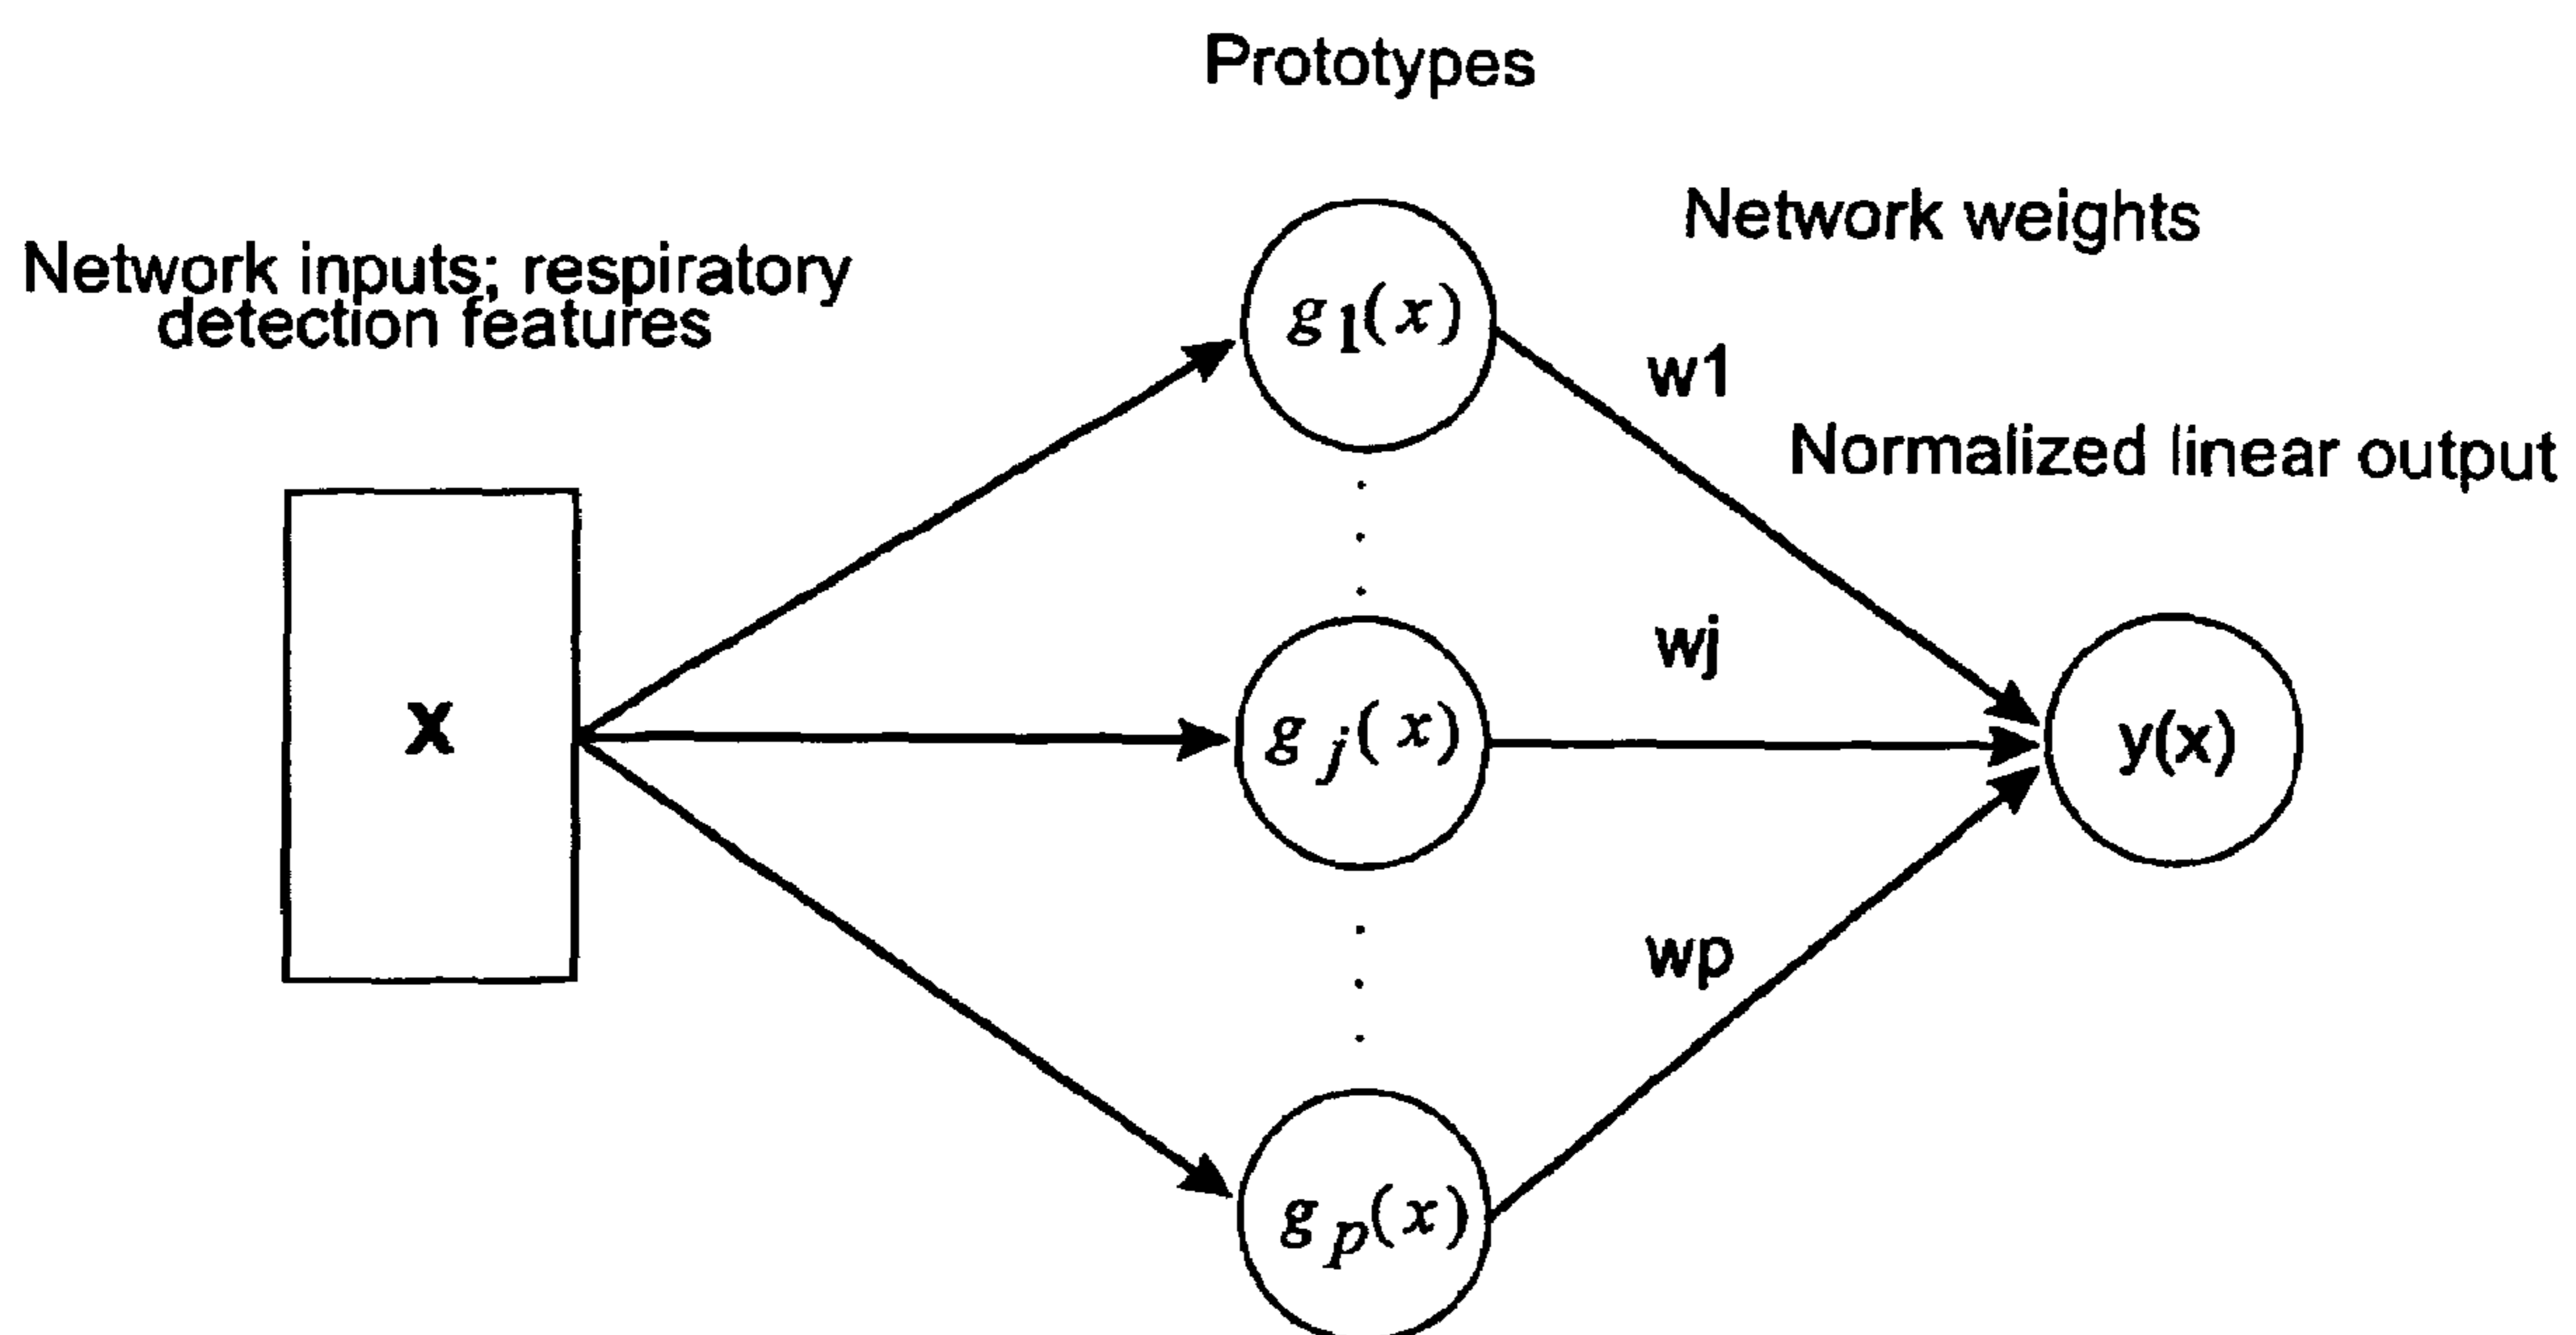 Prototypes
Network weights
Network inputs; respiratory
detection features
g1(x)
w1
Normalized linear output
wj
x
gj(x)
y(x)
wp
gp(x)